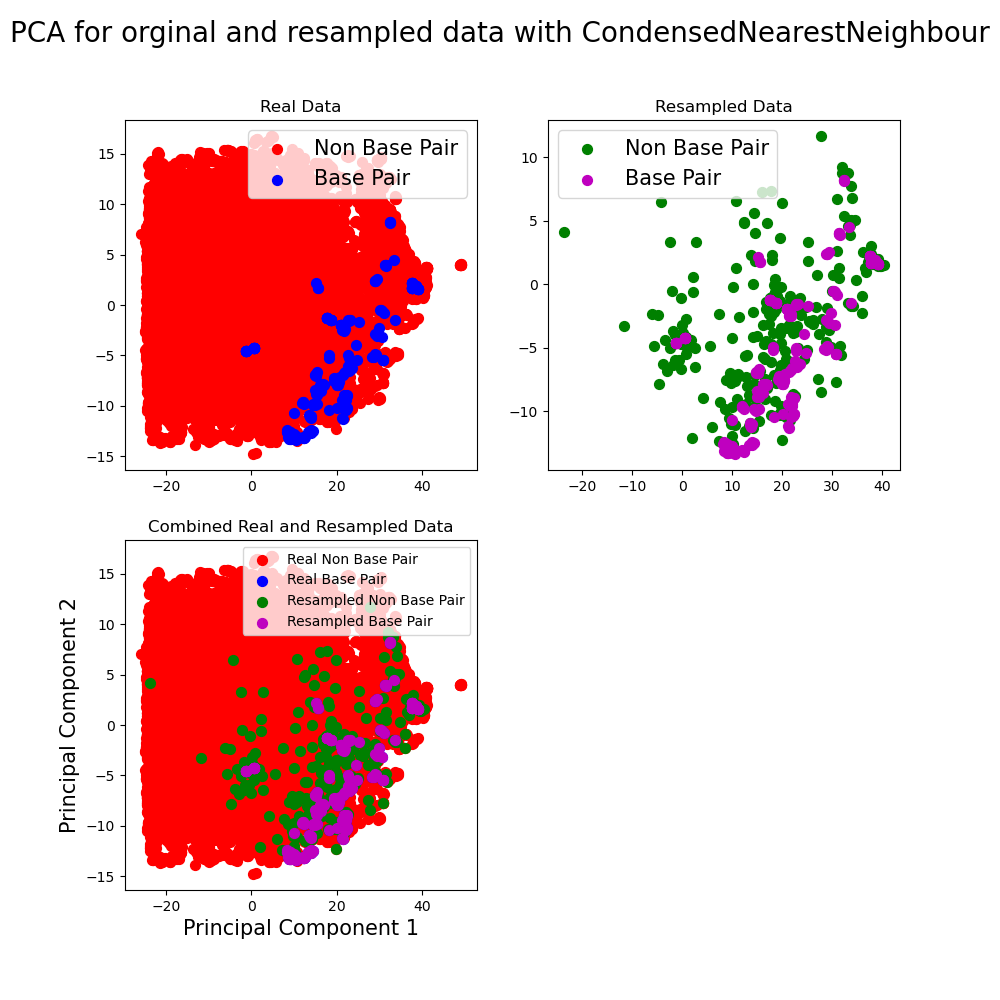 PCA for orginal and resampled data with CondensedNearestNeighbour
Real Data
Non Base Pair
Base Pair
15
10
5
0
−5
−10
−15
−20 0 20 40
Resampled Data
Non Base Pair
Base Pair
10
5
0
−5
−10
−20 −10 0 10 20 30 40
Combined Real and Resampled Data
Real Non Base Pair
Real Base Pair
Resampled Non Base Pair
Resampled Base Pair
Principal Component 2
15
10
5
0
−5
−10
−15
−20 0 20 40
Principal Component 1